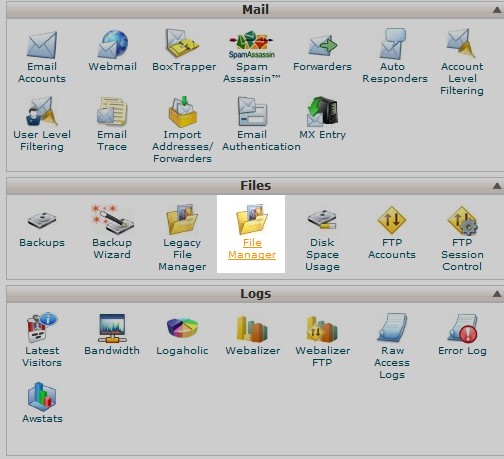 Mail
Email Accounts
Webmail
BoxTrapper
SpamAssassin
Spam Assassin™
Forwarders
Auto Responders
Account Level Filtering
User Level Filtering
Email Trace
Import Addresses/ Forwarders
Email Authentication
MX Entry
Files
Backups
Backup Wizard
Legacy File Manager
File Manager
Disk Space Usage
FTP Accounts
FTP Session Control
Logs
Latest Visitors
Bandwidth
Logaholic
Webalizer
Webalizer FTP
Raw Access Logs
Error Log
Awstats